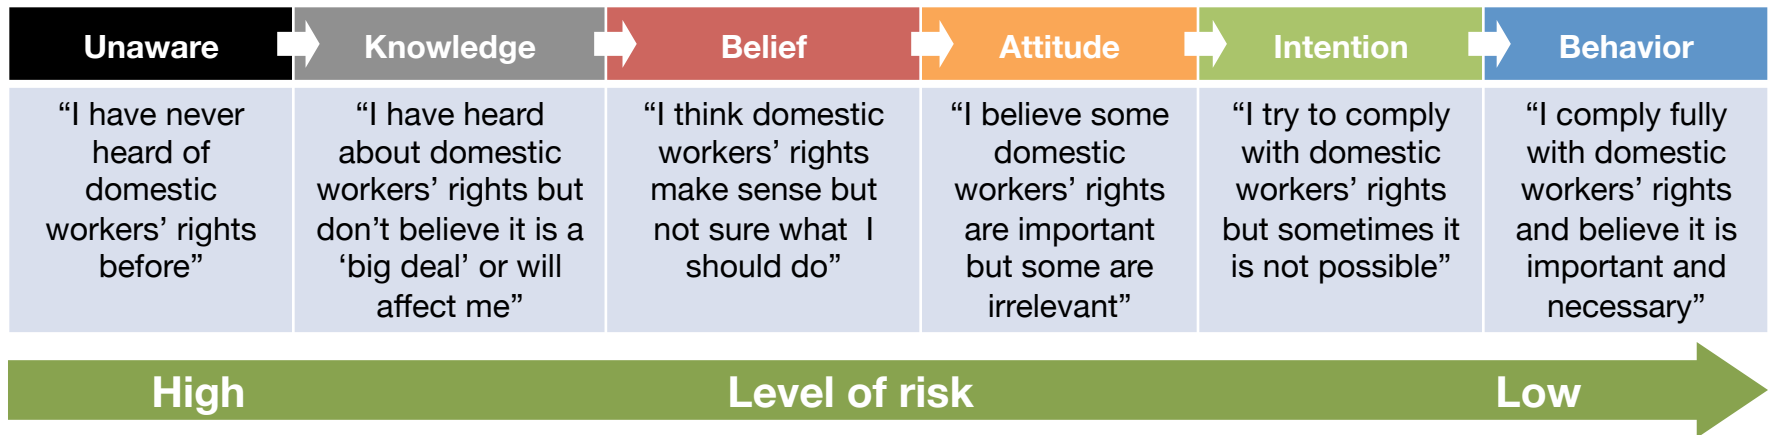 Unaware
Knowledge
Belief
Attitude
Intention
Behavior
“I have never
heard of
domestic
workers’ rights
before”
“I have heard
about domestic
workers’ rights but
don’t believe it is a
‘big deal’ or will
affect me”
“I think domestic
workers’ rights
make sense but
not sure what I
should do”
“I believe some
domestic
workers’ rights
are important
but some are
irrelevant”
“I try to comply
with domestic
workers’ rights
but sometimes it
is not possible”
“I comply fully
with domestic
workers’ rights
and believe it is
important and
necessary”
High
Level of risk
Low